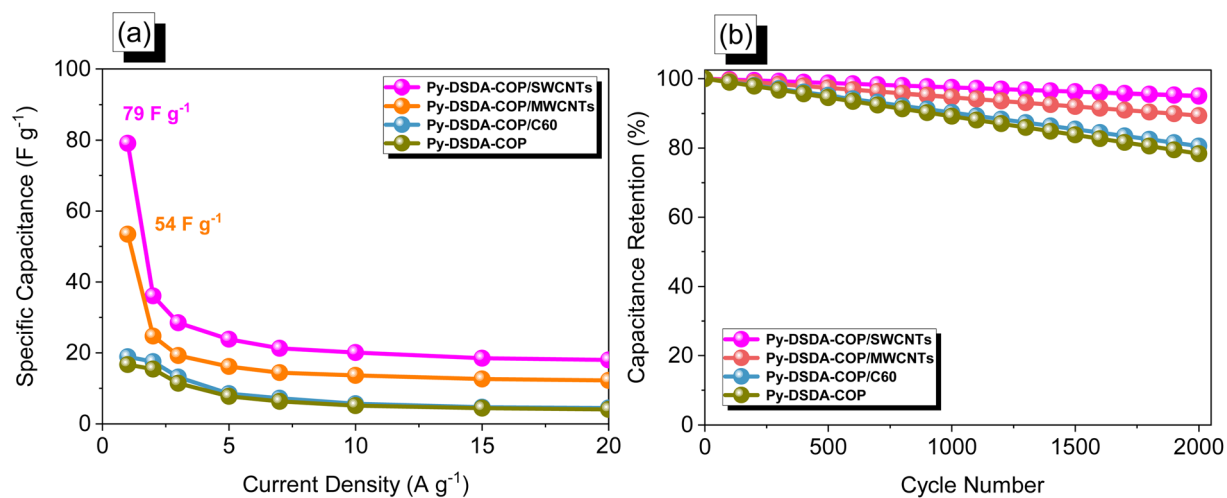 (a)
Specific Capacitance (F g⁻¹)
100
80
60
40
20
0
79 F g⁻¹
54 F g⁻¹
Py-DSDA-COP/SWCNTs
Py-DSDA-COP/MWCNTs
Py-DSDA-COP/C60
Py-DSDA-COP
0 5 10 15 20
Current Density (A g⁻¹)
(b)
Capacitance Retention (%)
100
80
60
40
20
0
Py-DSDA-COP/SWCNTs
Py-DSDA-COP/MWCNTs
Py-DSDA-COP/C60
Py-DSDA-COP
0 500 1000 1500 2000
Cycle Number